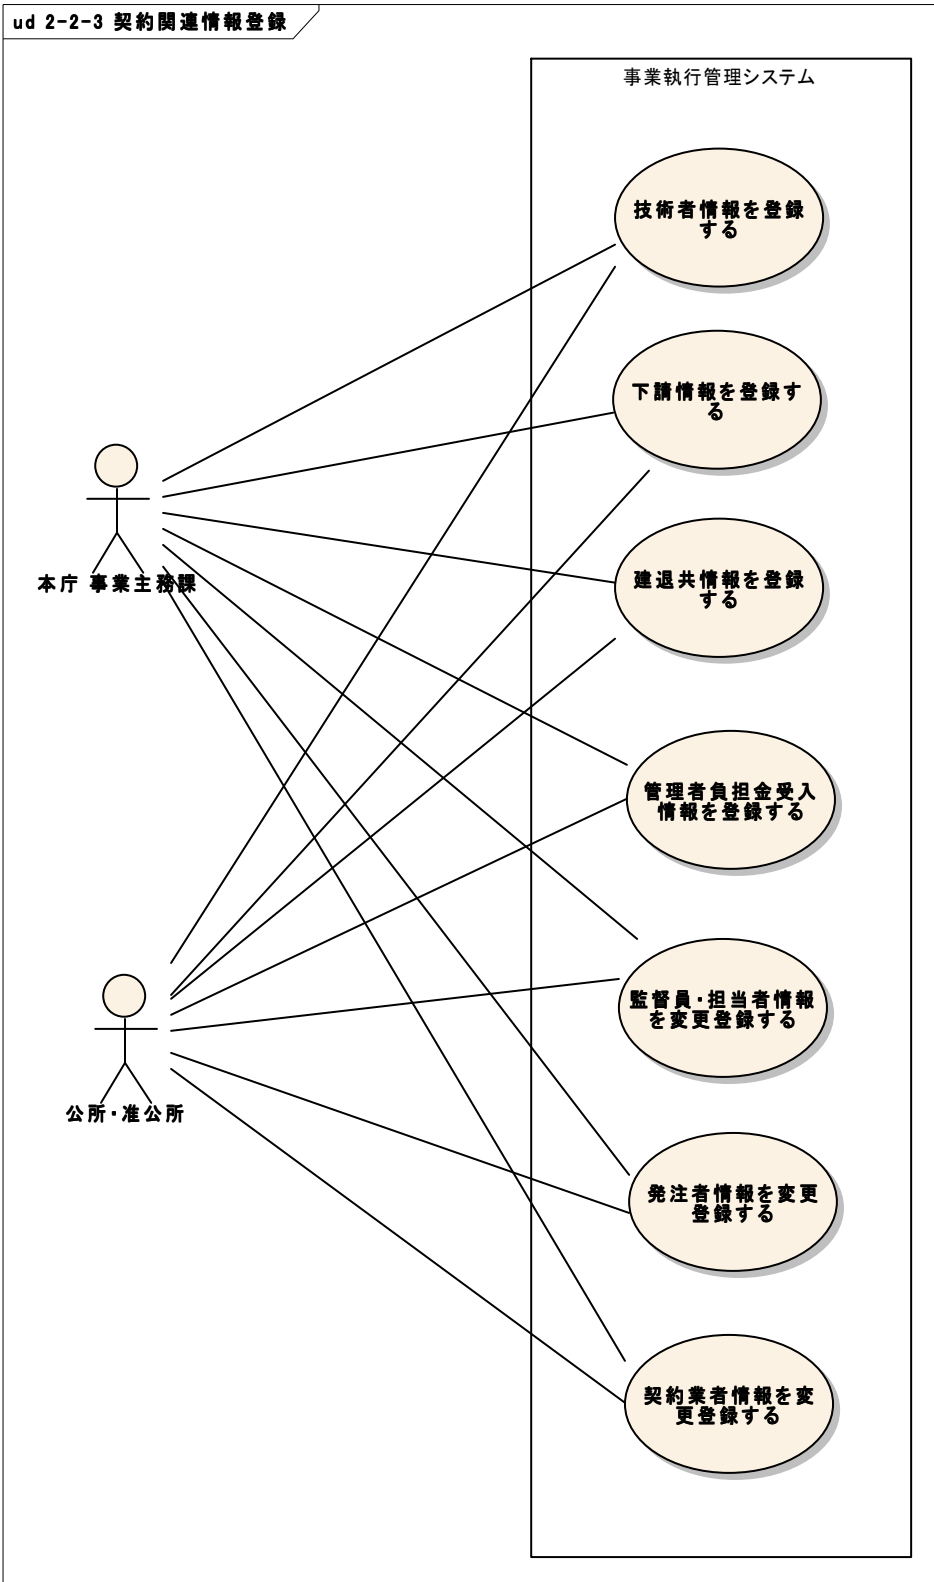 ud 2-2-3 契約関連情報登録
事業執行管理システム
技術者情報を登録
する
下請情報を登録す
る
本庁 事業主務課
建退共情報を登録
する
管理者負担金受入
情報を登録する
監督員・担当者情報
を変更登録する
公所・准公所
発注者情報を変更
登録する
契約業者情報を変
更登録する